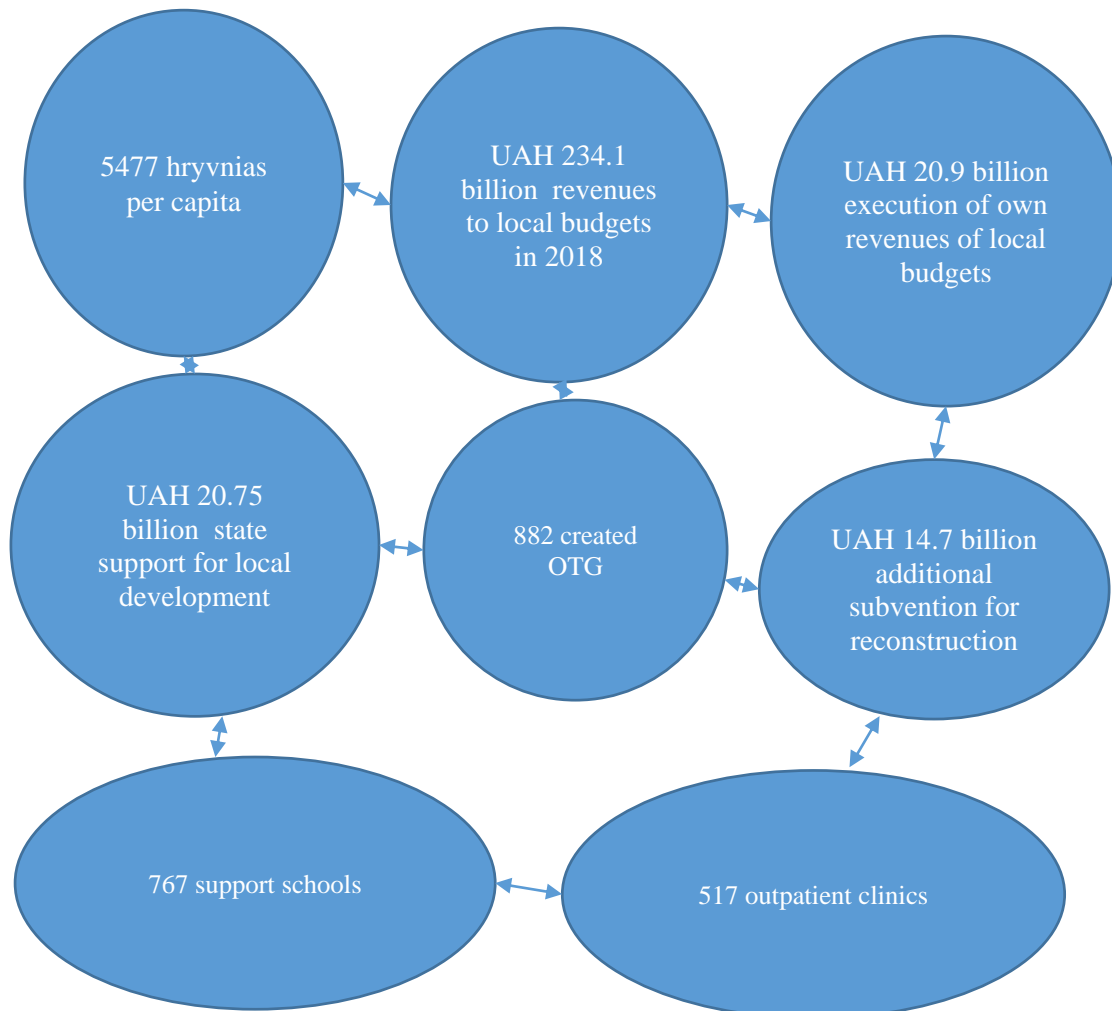 5477 hryvnias
per capita
UAH 234.1
billion revenues
to local budgets
in 2018
UAH 20.9 billion
execution of own
revenues of local
budgets
UAH 20.75
billion state
support for local
development
882 created
OTG
UAH 14.7 billion
additional
subvention for
reconstruction
767 support schools
517 outpatient clinics